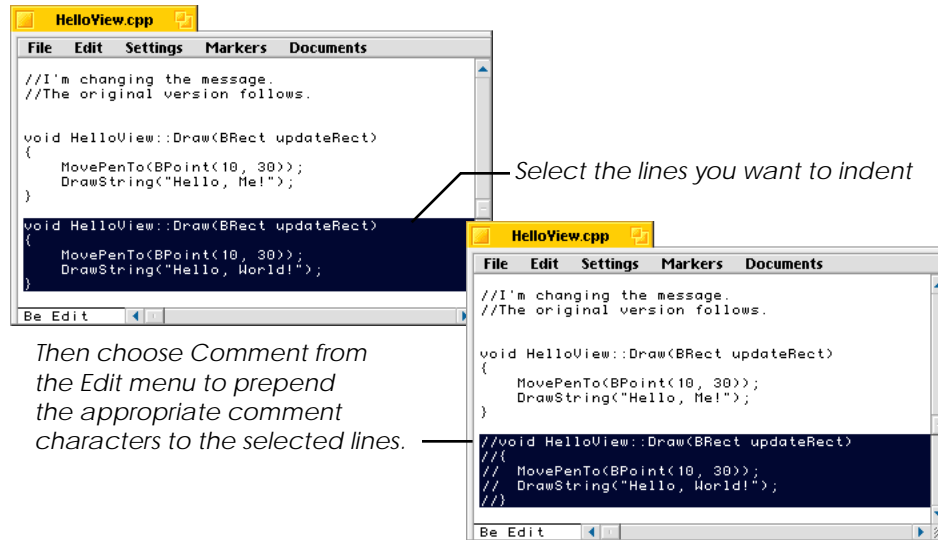 HelloView.cpp
File Edit Settings Markers Documents
//I'm changing the message.
//The original version follows.
void HelloView::Draw(BRect updateRect)
{
MovePenTo(BPoint(10, 30));
DrawString("Hello, Me!");
}
void HelloView::Draw(BRect updateRect)
{
MovePenTo(BPoint(10, 30));
DrawString("Hello, World!");
}
Be Edit
Select the lines you want to indent
Then choose Comment from
the Edit menu to prepend
the appropriate comment
characters to the selected lines.
HelloView.cpp
File Edit Settings Markers Documents
//I'm changing the message.
//The original version follows.
void HelloView::Draw(BRect updateRect)
{
MovePenTo(BPoint(10, 30));
DrawString("Hello, Me!");
}
//void HelloView::Draw(BRect updateRect)
//{
// MovePenTo(BPoint(10, 30));
// DrawString("Hello, World!");
//}
Be Edit